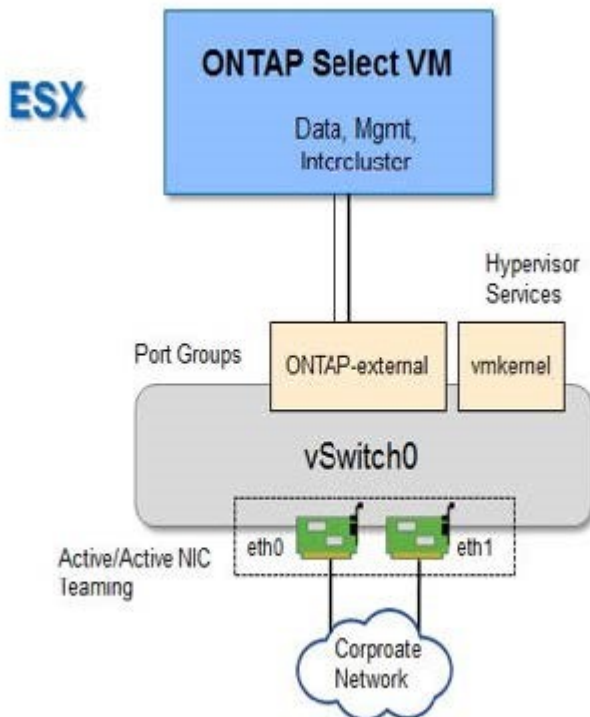 ESX
ONTAP Select VM
Data, Mgmt,
Intercluster
Hypervisor
Services
Port Groups
ONTAP-external
vmkernel
vSwitch0
eth0
eth1
Active/Active NIC
Teaming
Corproate
Network